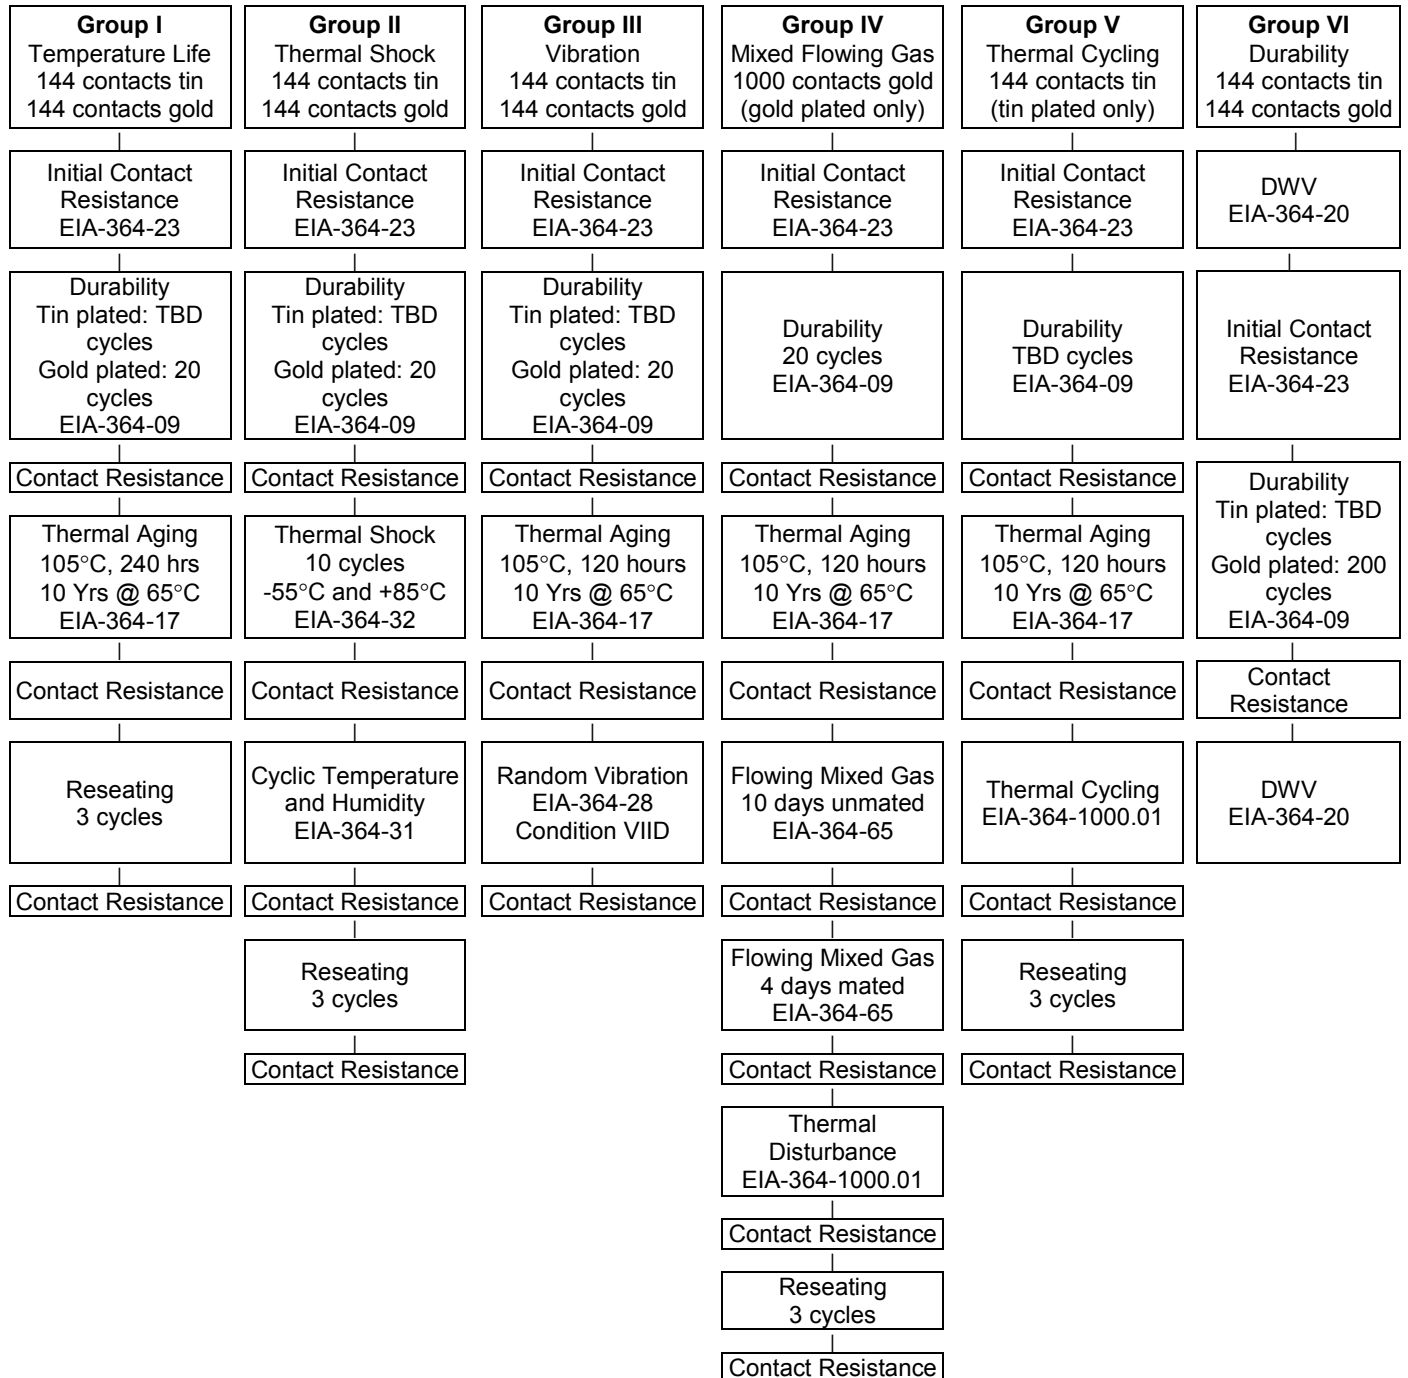 Group I
Temperature Life
144 contacts tin
144 contacts gold
Initial Contact
Resistance
EIA-364-23
Durability
Tin plated: TBD
cycles
Gold plated: 20
cycles
EIA-364-09
Contact Resistance
Thermal Aging
105°C, 240 hrs
10 Yrs @ 65°C
EIA-364-17
Contact Resistance
Reseating
3 cycles
Contact Resistance
Group II
Thermal Shock
144 contacts tin
144 contacts gold
Initial Contact
Resistance
EIA-364-23
Durability
Tin plated: TBD
cycles
Gold plated: 20
cycles
EIA-364-09
Contact Resistance
Thermal Shock
10 cycles
-55°C and +85°C
EIA-364-32
Contact Resistance
Cyclic Temperature
and Humidity
EIA-364-31
Contact Resistance
Reseating
3 cycles
Contact Resistance
Group III
Vibration
144 contacts tin
144 contacts gold
Initial Contact
Resistance
EIA-364-23
Durability
Tin plated: TBD
cycles
Gold plated: 20
cycles
EIA-364-09
Contact Resistance
Thermal Aging
105°C, 120 hours
10 Yrs @ 65°C
EIA-364-17
Contact Resistance
Random Vibration
EIA-364-28
Condition VIID
Contact Resistance
Group IV
Mixed Flowing Gas
1000 contacts gold
(gold plated only)
Initial Contact
Resistance
EIA-364-23
Durability
20 cycles
EIA-364-09
Contact Resistance
Thermal Aging
105°C, 120 hours
10 Yrs @ 65°C
EIA-364-17
Contact Resistance
Flowing Mixed Gas
10 days unmated
EIA-364-65
Contact Resistance
Flowing Mixed Gas
4 days mated
EIA-364-65
Contact Resistance
Thermal
Disturbance
EIA-364-1000.01
Contact Resistance
Reseating
3 cycles
Contact Resistance
Group V
Thermal Cycling
144 contacts tin
(tin plated only)
Initial Contact
Resistance
EIA-364-23
Durability
TBD cycles
EIA-364-09
Contact Resistance
Thermal Aging
105°C, 120 hours
10 Yrs @ 65°C
EIA-364-17
Contact Resistance
Thermal Cycling
EIA-364-1000.01
Contact Resistance
Reseating
3 cycles
Contact Resistance
Group VI
Durability
144 contacts tin
144 contacts gold
DWV
EIA-364-20
Initial Contact
Resistance
EIA-364-23
Durability
Tin plated: TBD
cycles
Gold plated: 200
cycles
EIA-364-09
Contact
Resistance
DWV
EIA-364-20